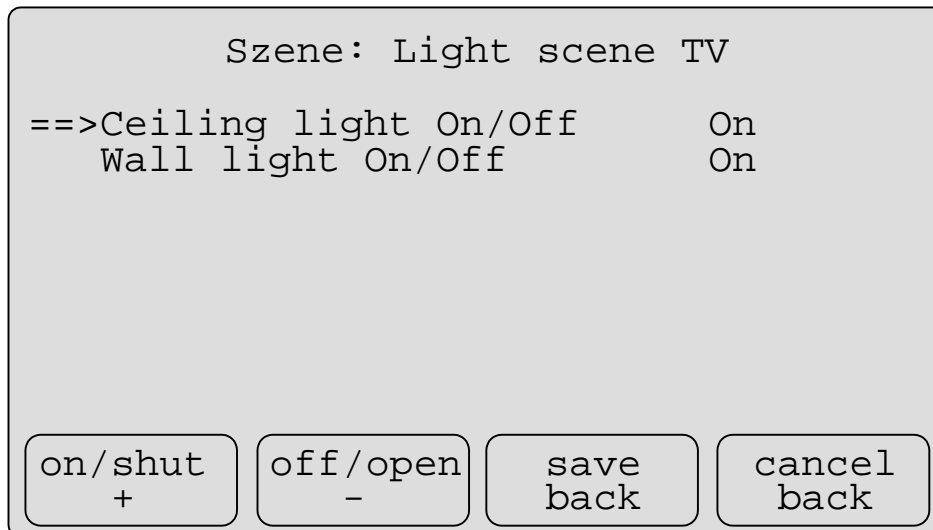 Szene: Light scene TV
==>Ceiling light On/Off On
Wall light On/Off On
on/shut
+
off/open
-
save
back
cancel
back